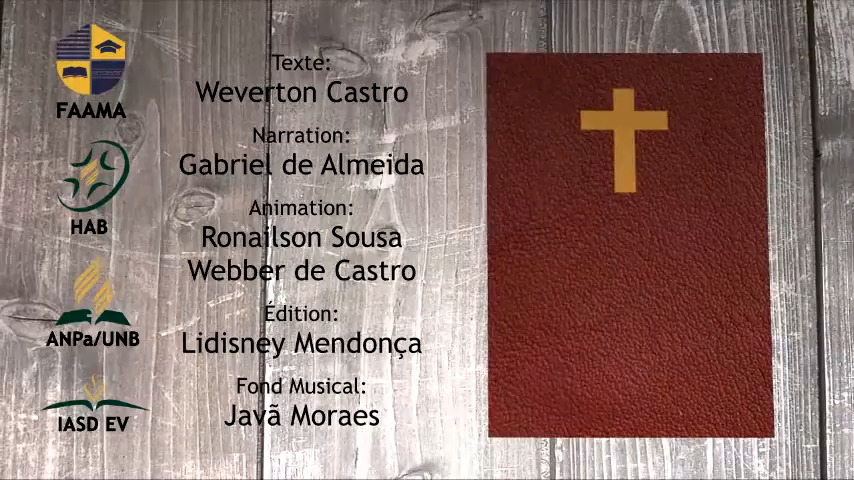 FAAMA
HAB
ANPa/UNB
IASD EV
Texte:
Weverton Castro
Narration:
Gabriel de Almeida
Animation:
Ronailson Sousa
Webber de Castro
Édition:
Lidisney Mendonça
Fond Musical:
Javã Moraes